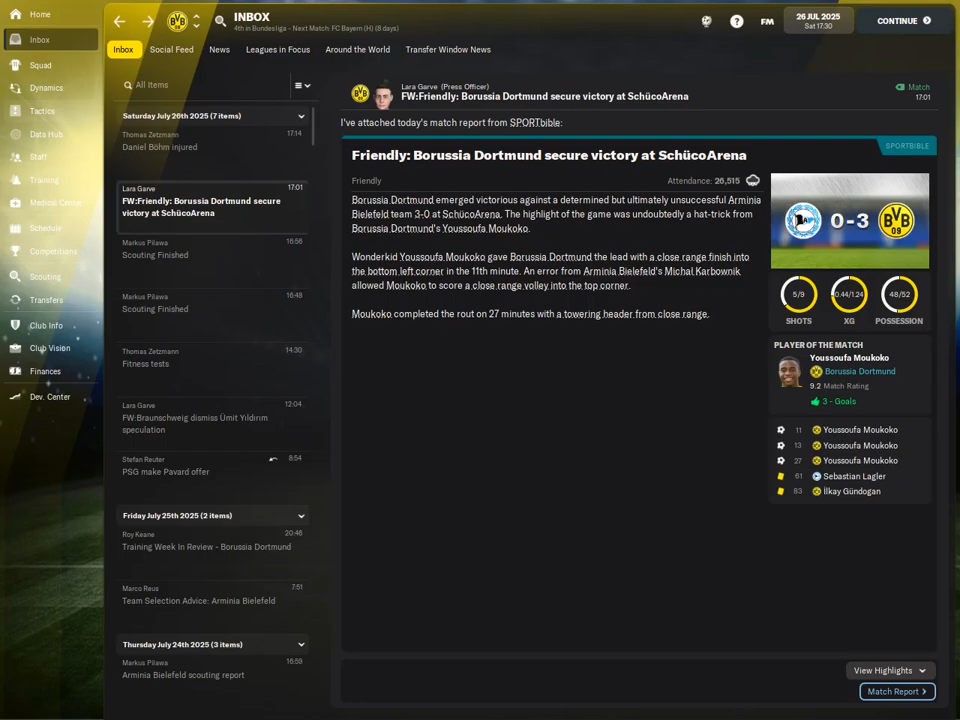 Home
Inbox
Squad
Dynamics
Tactics
Data Hub
Staff
Training
Medical Center
Schedule
Competitions
Scouting
Transfers
Club Info
Club Vision
Finances
Dev. Center
BVB 09
INBOX
4th in Bundesliga - Next Match: FC Bayern (H) (8 days)
?
FM
26 JUL 2025
Sat 17:30
CONTINUE
Inbox
Social Feed
News
Leagues in Focus
Around the World
Transfer Window News
All Items
Saturday July 26th 2025 (7 items)
Thomas Zetzmann 17:14
Daniel Böhm injured
Lara Garve 17:01
FW:Friendly: Borussia Dortmund secure
victory at SchücoArena
Markus Pilawa 16:56
Scouting Finished
Markus Pilawa 16:48
Scouting Finished
Thomas Zetzmann 14:30
Fitness tests
Lara Garve 12:04
FW:Braunschweig dismiss Ümit Yıldırım
speculation
Stefan Reuter 8:54
PSG make Pavard offer
Friday July 25th 2025 (2 items)
Roy Keane 20:46
Training Week In Review - Borussia Dortmund
Marco Reus 7:51
Team Selection Advice: Arminia Bielefeld
Thursday July 24th 2025 (3 items)
Markus Pilawa 16:59
Arminia Bielefeld scouting report
BVB 09
Lara Garve (Press Officer)
FW:Friendly: Borussia Dortmund secure victory at SchücoArena
Match
17:01
I've attached today's match report from SPORTbible:
SPORTBIBLE
Friendly: Borussia Dortmund secure victory at SchücoArena
Friendly
Attendance: 26,515
Borussia Dortmund emerged victorious against a determined but ultimately unsuccessful Arminia
Bielefeld team 3-0 at SchücoArena. The highlight of the game was undoubtedly a hat-trick from
Borussia Dortmund's Youssoufa Moukoko.
Wonderkid Youssoufa Moukoko gave Borussia Dortmund the lead with a close range finish into
the bottom left corner in the 11th minute. An error from Arminia Bielefeld's Michał Karbownik
allowed Moukoko to score a close range volley into the top corner.
Moukoko completed the rout on 27 minutes with a towering header from close range.
0-3
BVB 09
5/9
0.44/1.24
48/52
SHOTS
XG
POSSESSION
PLAYER OF THE MATCH
Youssoufa Moukoko
Borussia Dortmund
9.2 Match Rating
3 - Goals
11 Youssoufa Moukoko
13 Youssoufa Moukoko
27 Youssoufa Moukoko
61 Sebastian Lagler
83 İlkay Gündogan
View Highlights
Match Report